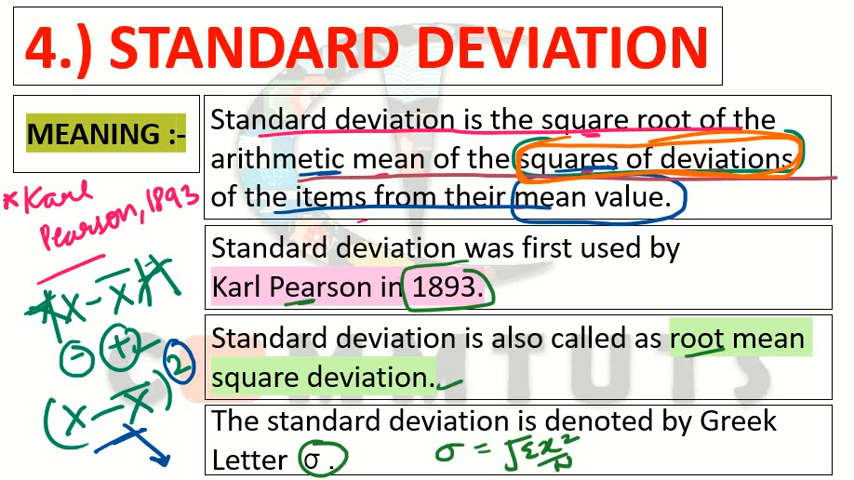 4.) STANDARD DEVIATION
MEANING :-
Standard deviation is the square root of the
arithmetic mean of the squares of deviations
of the items from their mean value.
*Karl
Pearson, 1893
Standard deviation was first used by
Karl Pearson in 1893.
|x - x̄|
- +
2
(x - x̄)
Standard deviation is also called as root mean
square deviation.
The standard deviation is denoted by Greek
Letter σ .
σ = √Σx²/N
COMMTUTS